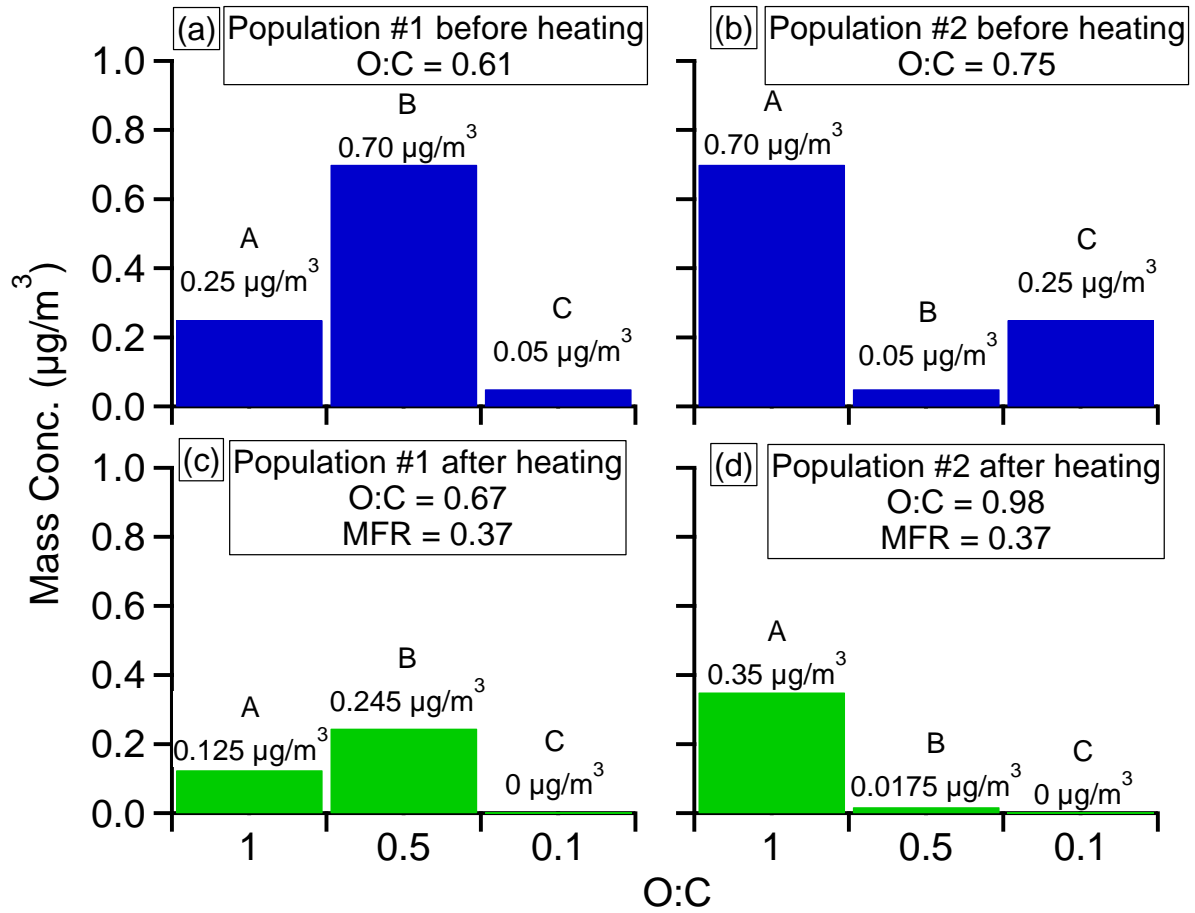 (a)
Population #1 before heating
O:C = 0.61
(b)
Population #2 before heating
O:C = 0.75
Mass Conc. (µg/m³)
1.0
0.8
0.6
0.4
0.2
0.0
A
0.25 µg/m³
B
0.70 µg/m³
C
0.05 µg/m³
A
0.70 µg/m³
B
0.05 µg/m³
C
0.25 µg/m³
(c)
Population #1 after heating
O:C = 0.67
MFR = 0.37
(d)
Population #2 after heating
O:C = 0.98
MFR = 0.37
1.0
0.8
0.6
0.4
0.2
0.0
A
0.125 µg/m³
B
0.245 µg/m³
C
0 µg/m³
A
0.35 µg/m³
B
0.0175 µg/m³
C
0 µg/m³
1 0.5 0.1
1 0.5 0.1
O:C